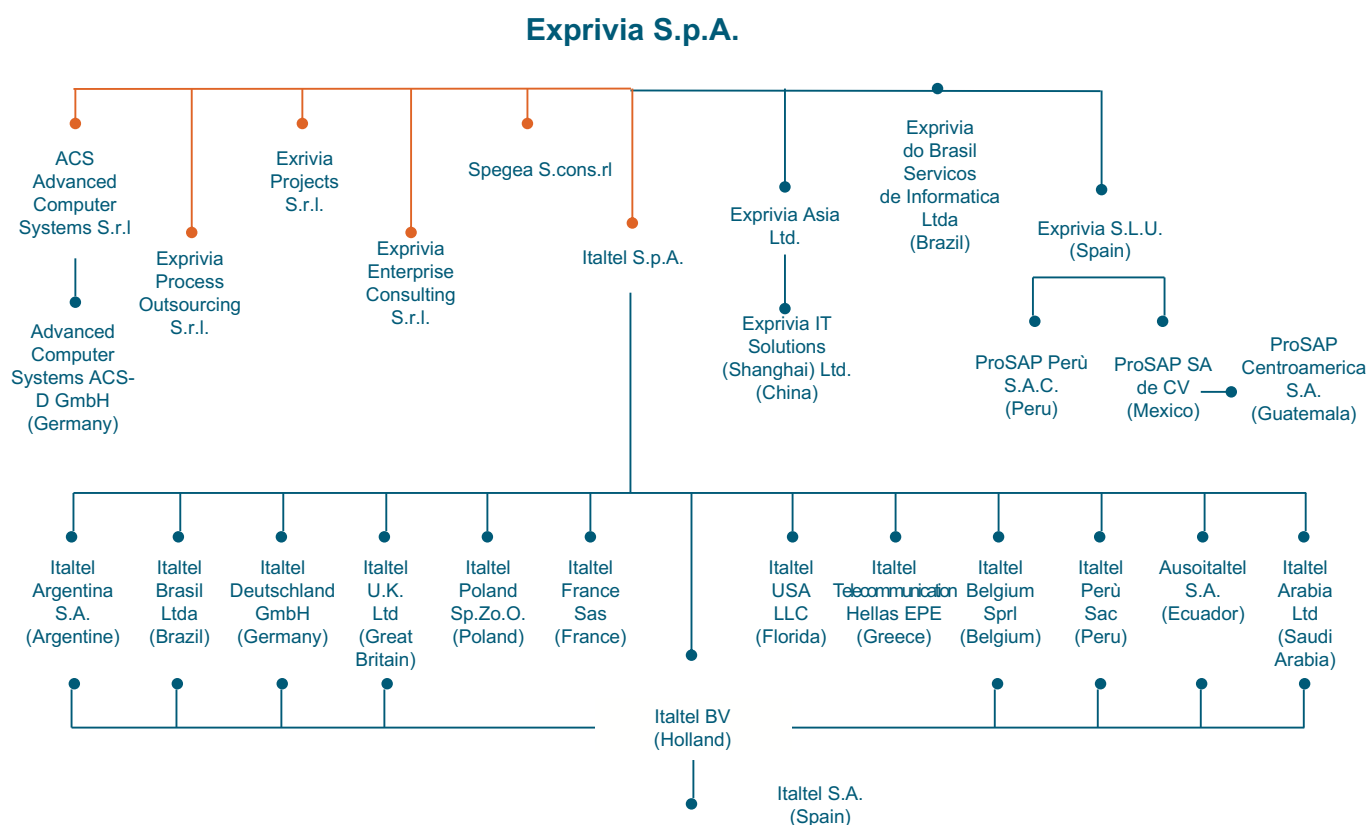 Exprivia S.p.A.
ACS
Advanced
Computer
Systems S.r.l
Advanced
Computer
Systems ACS-
D GmbH
(Germany)
Exprivia
Process
Outsourcing
S.r.l.
Exrivia
Projects
S.r.l.
Exprivia
Enterprise
Consulting
S.r.l.
Spegea S.cons.rl
Italtel S.p.A.
Exprivia Asia
Ltd.
Exprivia IT
Solutions
(Shanghai) Ltd.
(China)
Exprivia
do Brasil
Servicos
de Informatica
Ltda
(Brazil)
Exprivia S.L.U.
(Spain)
ProSAP Perù
S.A.C.
(Peru)
ProSAP SA
de CV
(Mexico)
ProSAP
Centroamerica
S.A.
(Guatemala)
Italtel
Argentina
S.A.
(Argentine)
Italtel
Brasil
Ltda
(Brazil)
Italtel
Deutschland
GmbH
(Germany)
Italtel
U.K.
Ltd
(Great
Britain)
Italtel
Poland
Sp.Zo.O.
(Poland)
Italtel
France
Sas
(France)
Italtel
USA
LLC
(Florida)
Italtel
Telecommunication
Hellas EPE
(Greece)
Italtel
Belgium
Sprl
(Belgium)
Italtel
Perù
Sac
(Peru)
Ausoitaltel
S.A.
(Ecuador)
Italtel
Arabia
Ltd
(Saudi
Arabia)
Italtel BV
(Holland)
Italtel S.A.
(Spain)